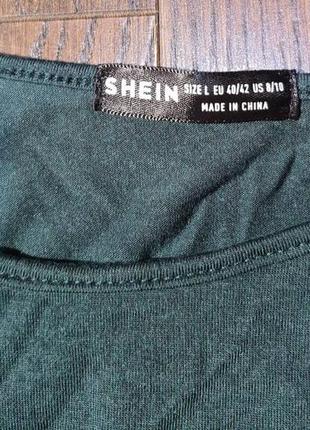 SHEIN
SIZE L EU 40/42 US 8/10
MADE IN CHINA